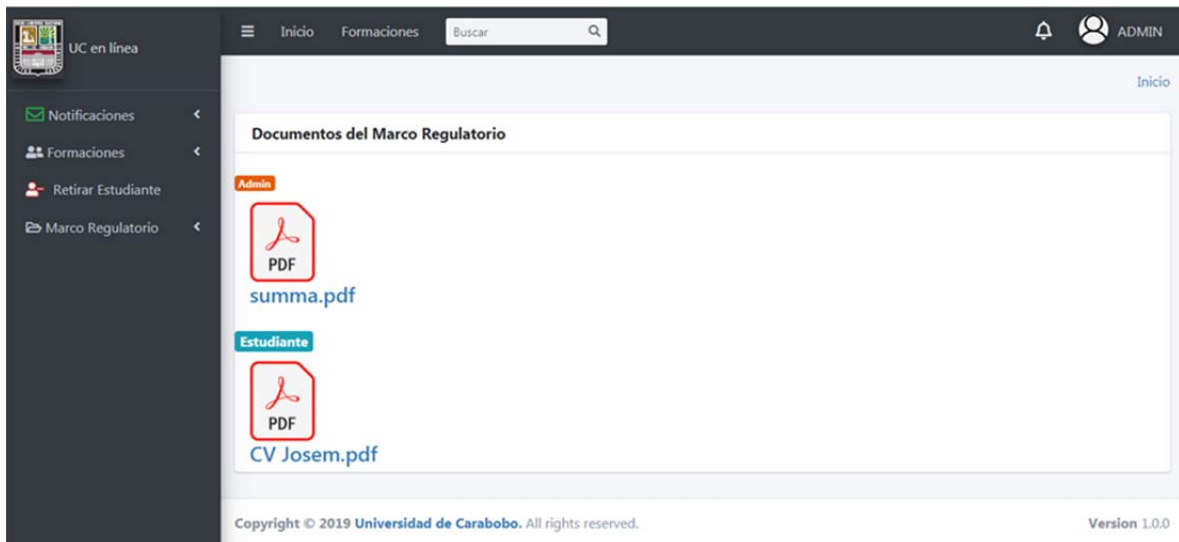 UC en línea
Inicio Formaciones Buscar ADMIN
Inicio
Notificaciones
Formaciones
Retirar Estudiante
Marco Regulatorio
Documentos del Marco Regulatorio
Admin
PDF
summa.pdf
Estudiante
PDF
CV Josem.pdf
Copyright © 2019 Universidad de Carabobo. All rights reserved. Version 1.0.0